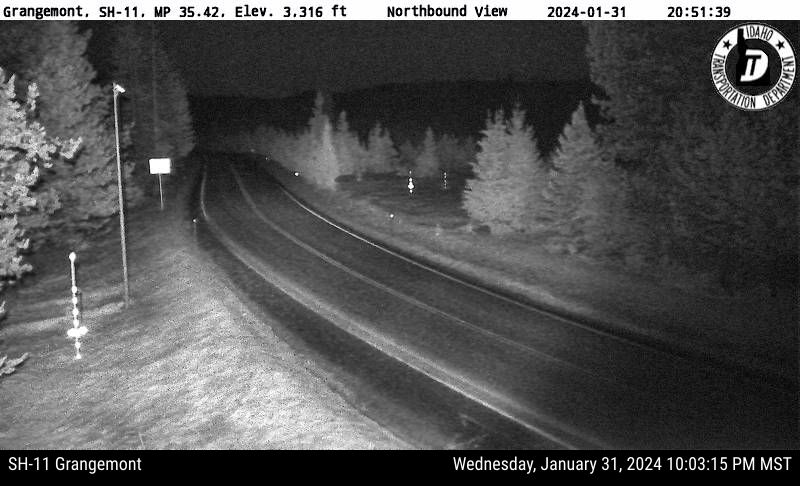 Grangemont, SH-11, MP 35.42, Elev. 3,316 ft Northbound View 2024-01-31 20:51:39
IDAHO
TRANSPORTATION DEPARTMENT
SH-11 Grangemont Wednesday, January 31, 2024 10:03:15 PM MST